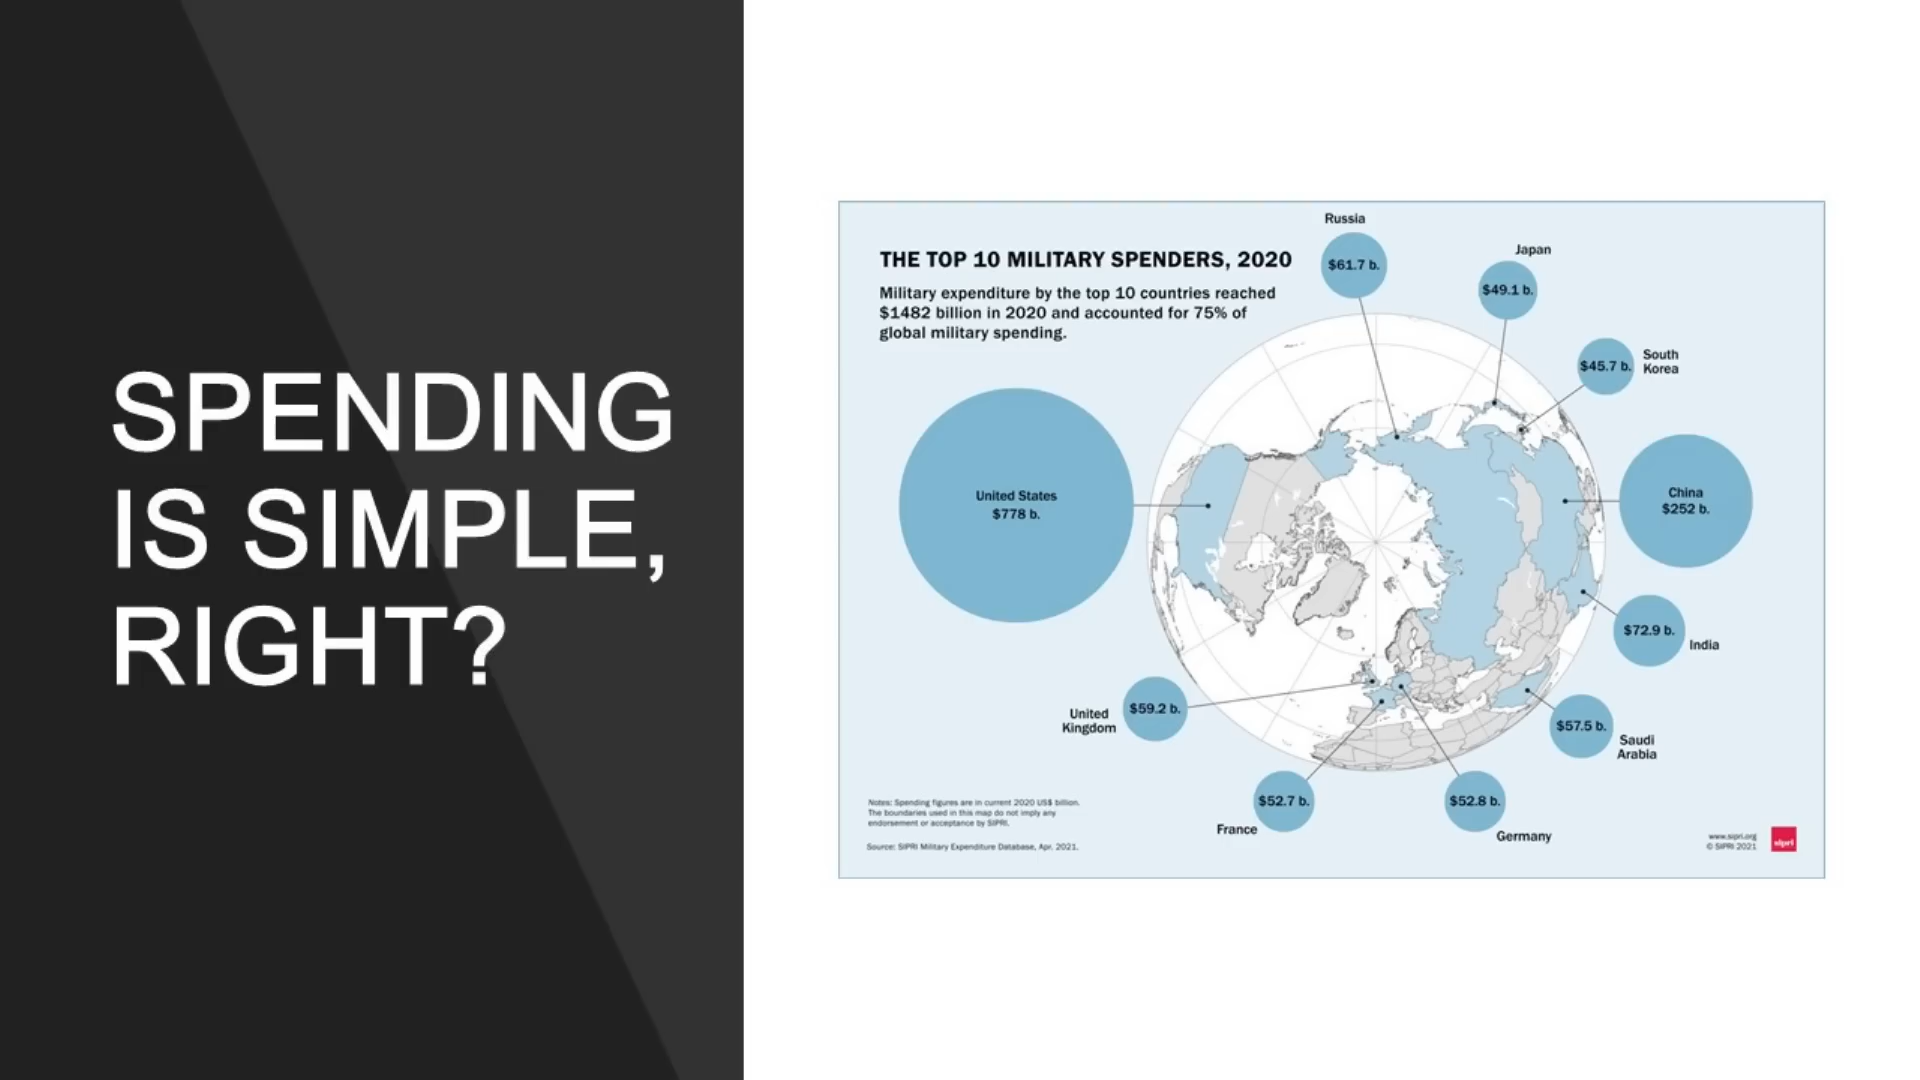 SPENDING
IS SIMPLE,
RIGHT?
THE TOP 10 MILITARY SPENDERS, 2020
Military expenditure by the top 10 countries reached
$1482 billion in 2020 and accounted for 75% of
global military spending.
Russia
$61.7 b.
Japan
$49.1 b.
$45.7 b.
South
Korea
United States
$778 b.
China
$252 b.
$72.9 b.
India
United
Kingdom
$59.2 b.
$57.5 b.
Saudi
Arabia
$52.7 b.
France
$52.8 b.
Germany
Notes: Spending figures are in current 2020 US$ billion.
The boundaries used in this map do not imply any
endorsement or acceptance by SIPRI.
Source: SIPRI Military Expenditure Database, Apr. 2021.
www.sipri.org
© SIPRI 2021
sipri